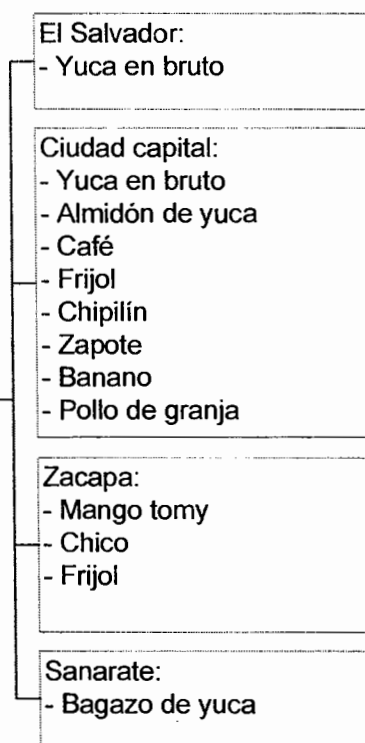 El Salvador:
- Yuca en bruto
Ciudad capital:
- Yuca en bruto
- Almidón de yuca
- Café
- Frijol
- Chipilín
- Zapote
- Banano
- Pollo de granja
Zacapa:
- Mango tomy
- Chico
- Frijol
Sanarate:
- Bagazo de yuca